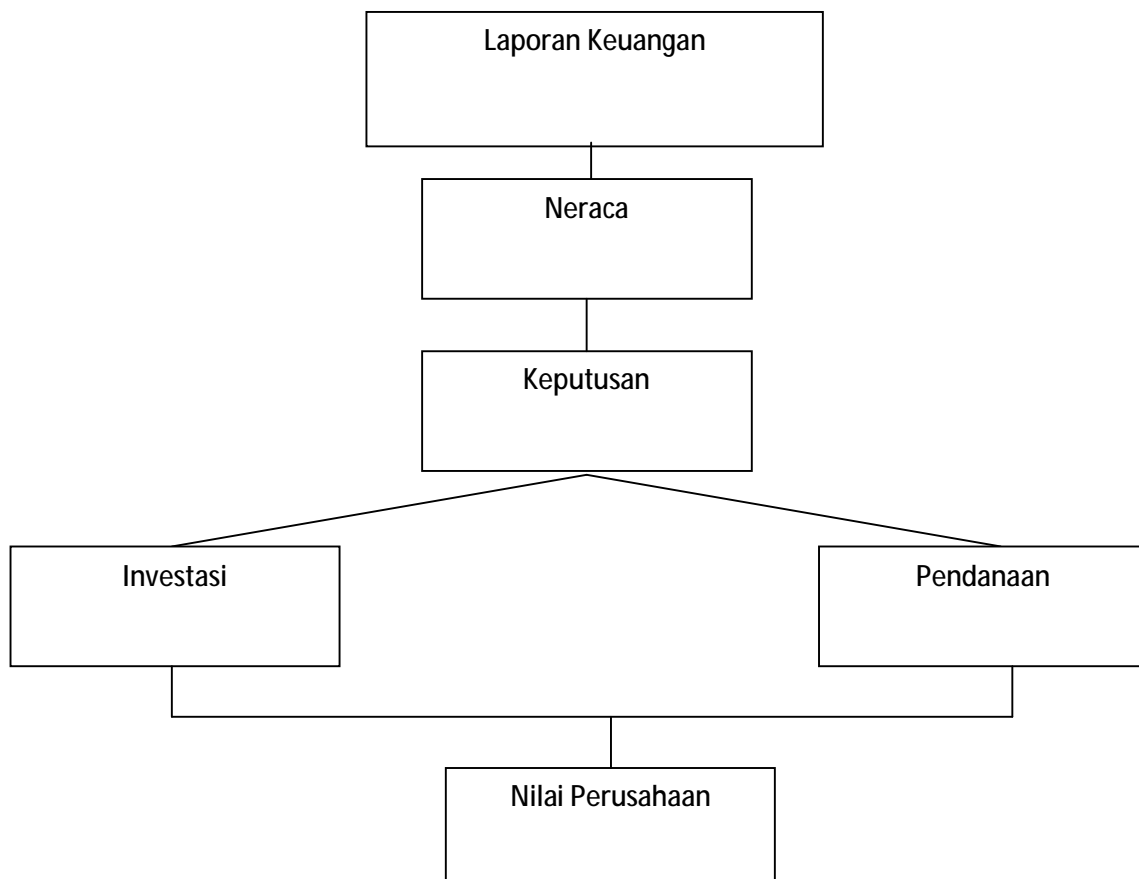 Laporan Keuangan
Neraca
Keputusan
Investasi
Pendanaan
Nilai Perusahaan